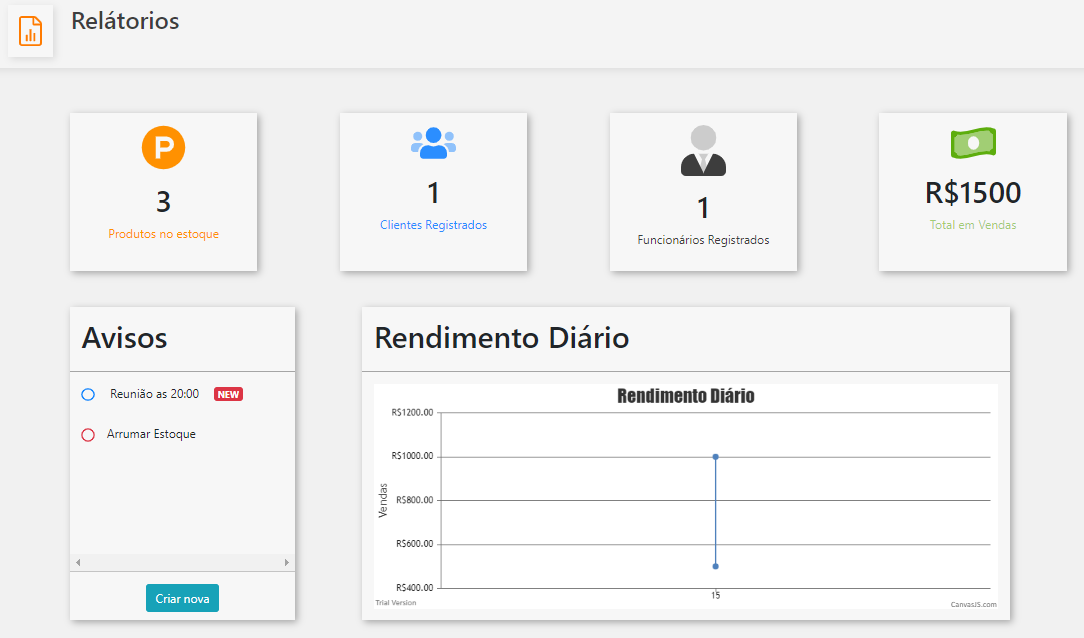 Relátorios
P
3
Produtos no estoque
1
Clientes Registrados
1
Funcionários Registrados
R$1500
Total em Vendas
Avisos
Reunião as 20:00 NEW
Arrumar Estoque
Criar nova
Rendimento Diário
Rendimento Diário
R$1200.00
R$1000.00
R$800.00
R$600.00
R$400.00
Vendas
15
Trial Version
CanvasJS.com